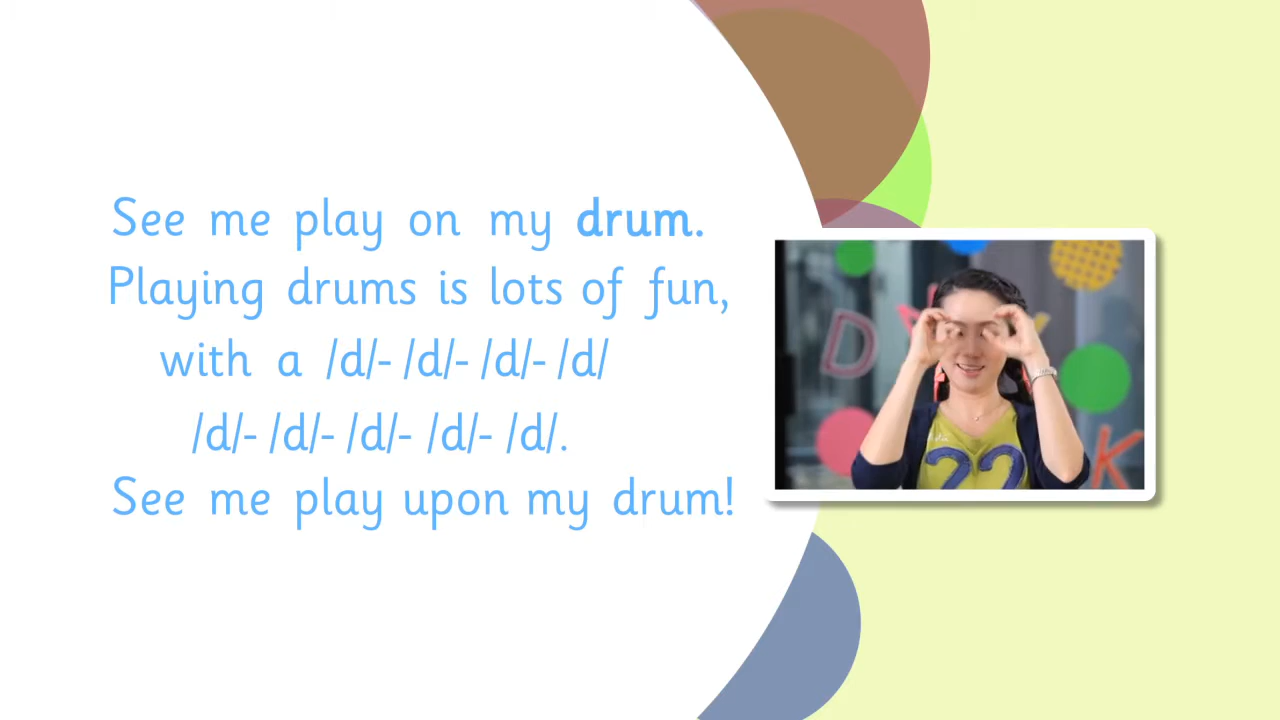 See me play on my drum.
Playing drums is lots of fun,
with a /d/- /d/- /d/- /d/
/d/- /d/- /d/- /d/- /d/.
See me play upon my drum!
D
K
22